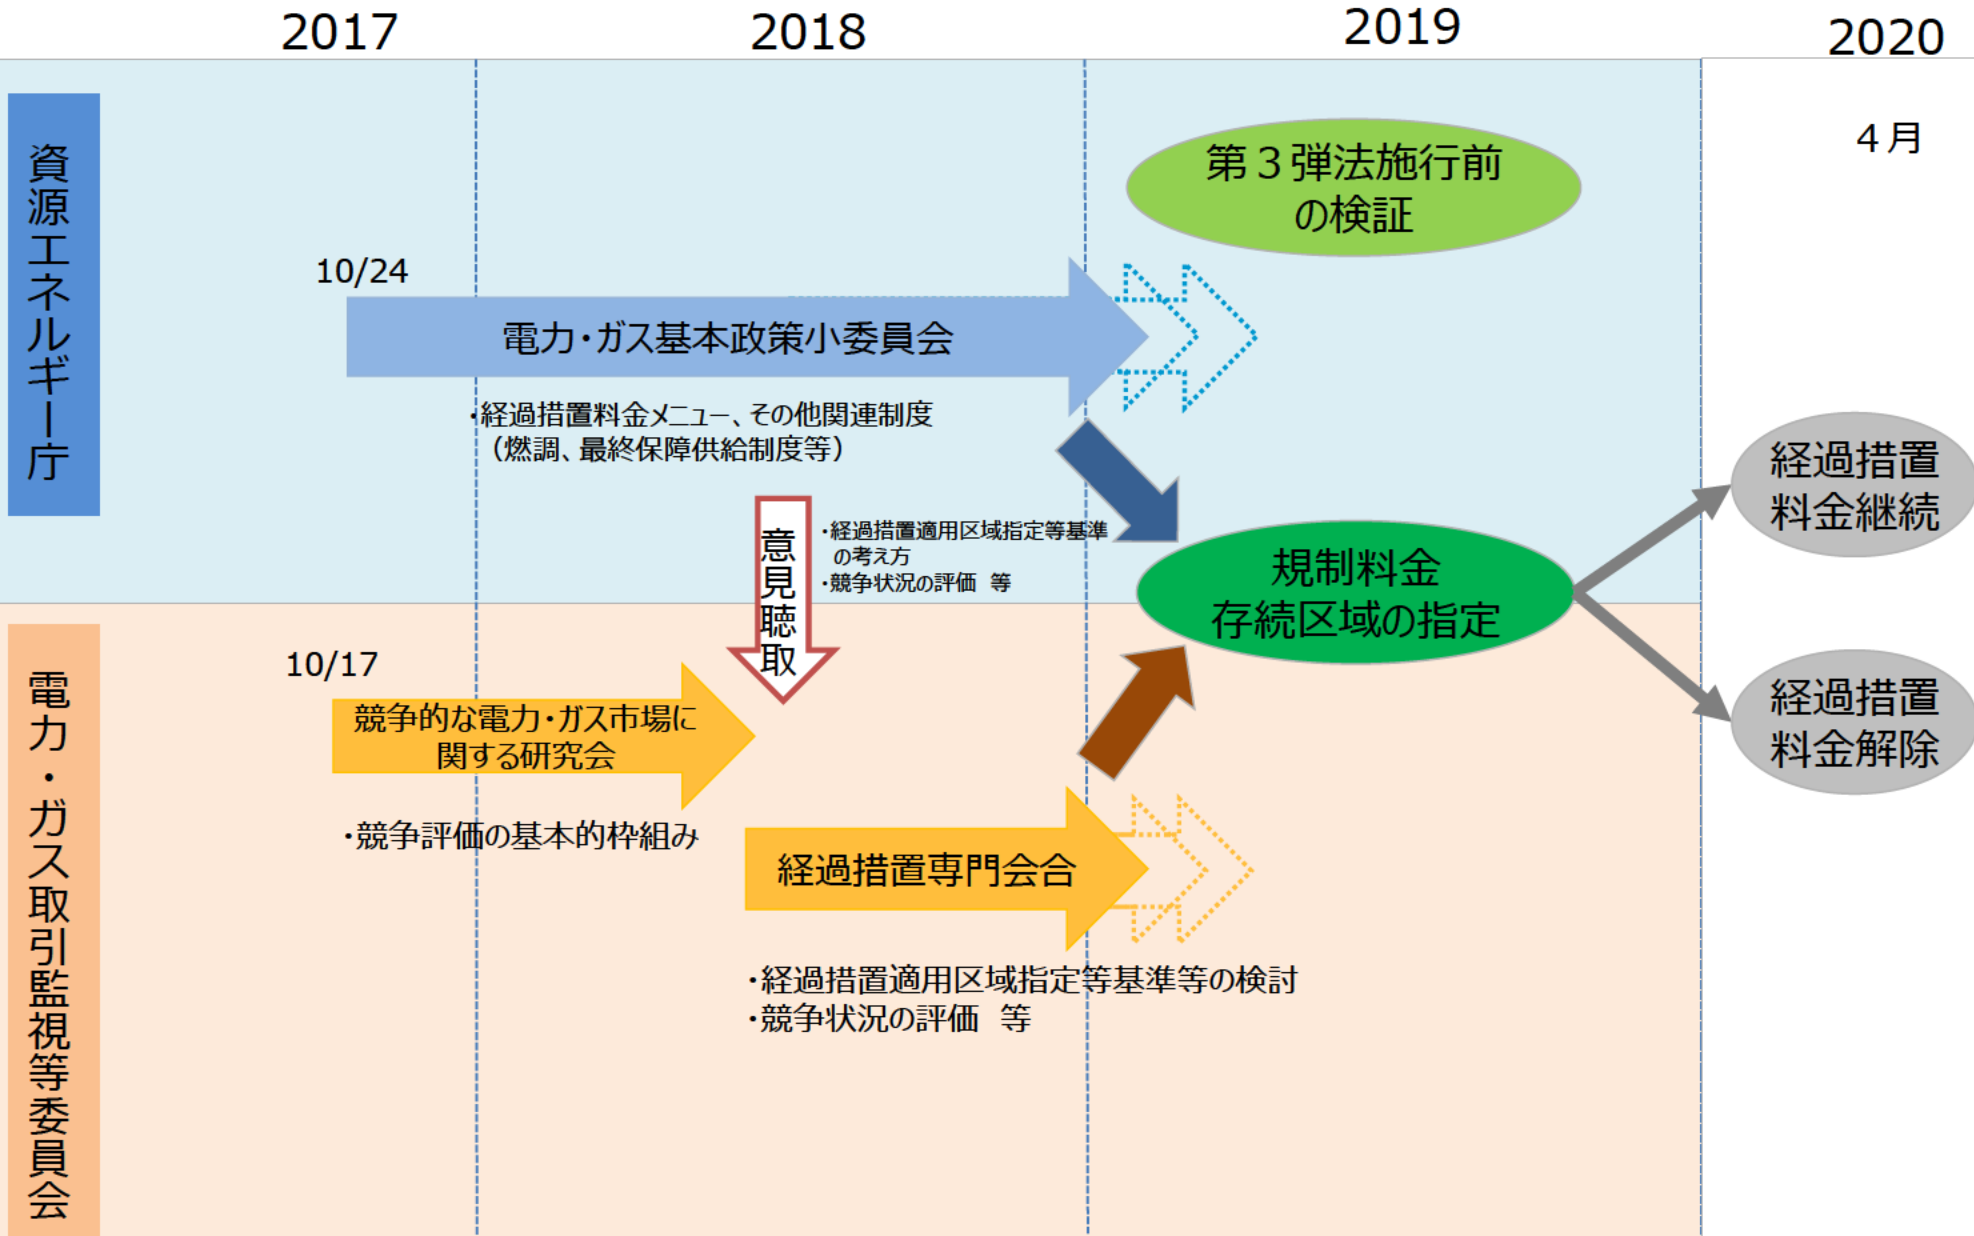 2017
2018
2019
2020
資源エネルギー庁
4月
第3弾法施行前
の検証
10/24
電力・ガス基本政策小委員会
・経過措置料金メニュー、その他関連制度
（燃調、最終保障供給制度等）
意見聴取
・経過措置適用区域指定等基準
の考え方
・競争状況の評価 等
規制料金
存続区域の指定
経過措置
料金継続
経過措置
料金解除
電力・ガス取引監視等委員会
10/17
競争的な電力・ガス市場に
関する研究会
・競争評価の基本的枠組み
経過措置専門会合
・経過措置適用区域指定等基準等の検討
・競争状況の評価 等